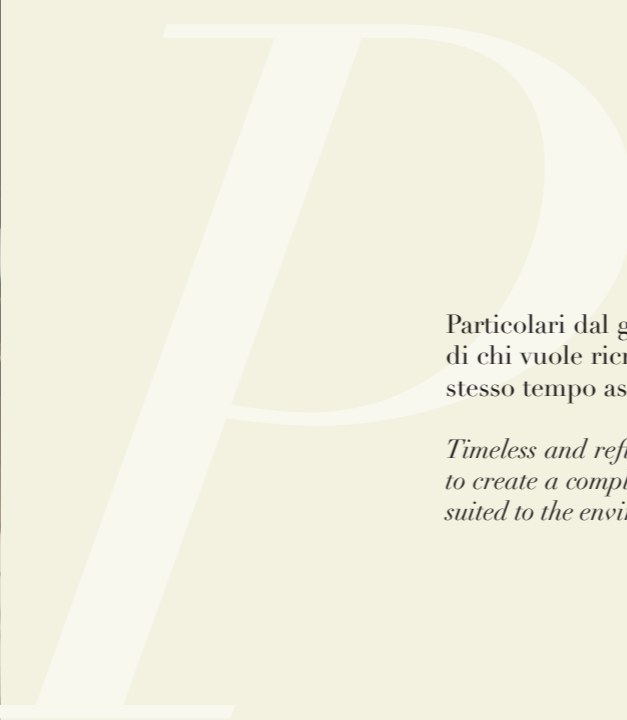 P
Particolari dal
di chi vuole
stesso tempo
Timeless and
to create a
suited to the